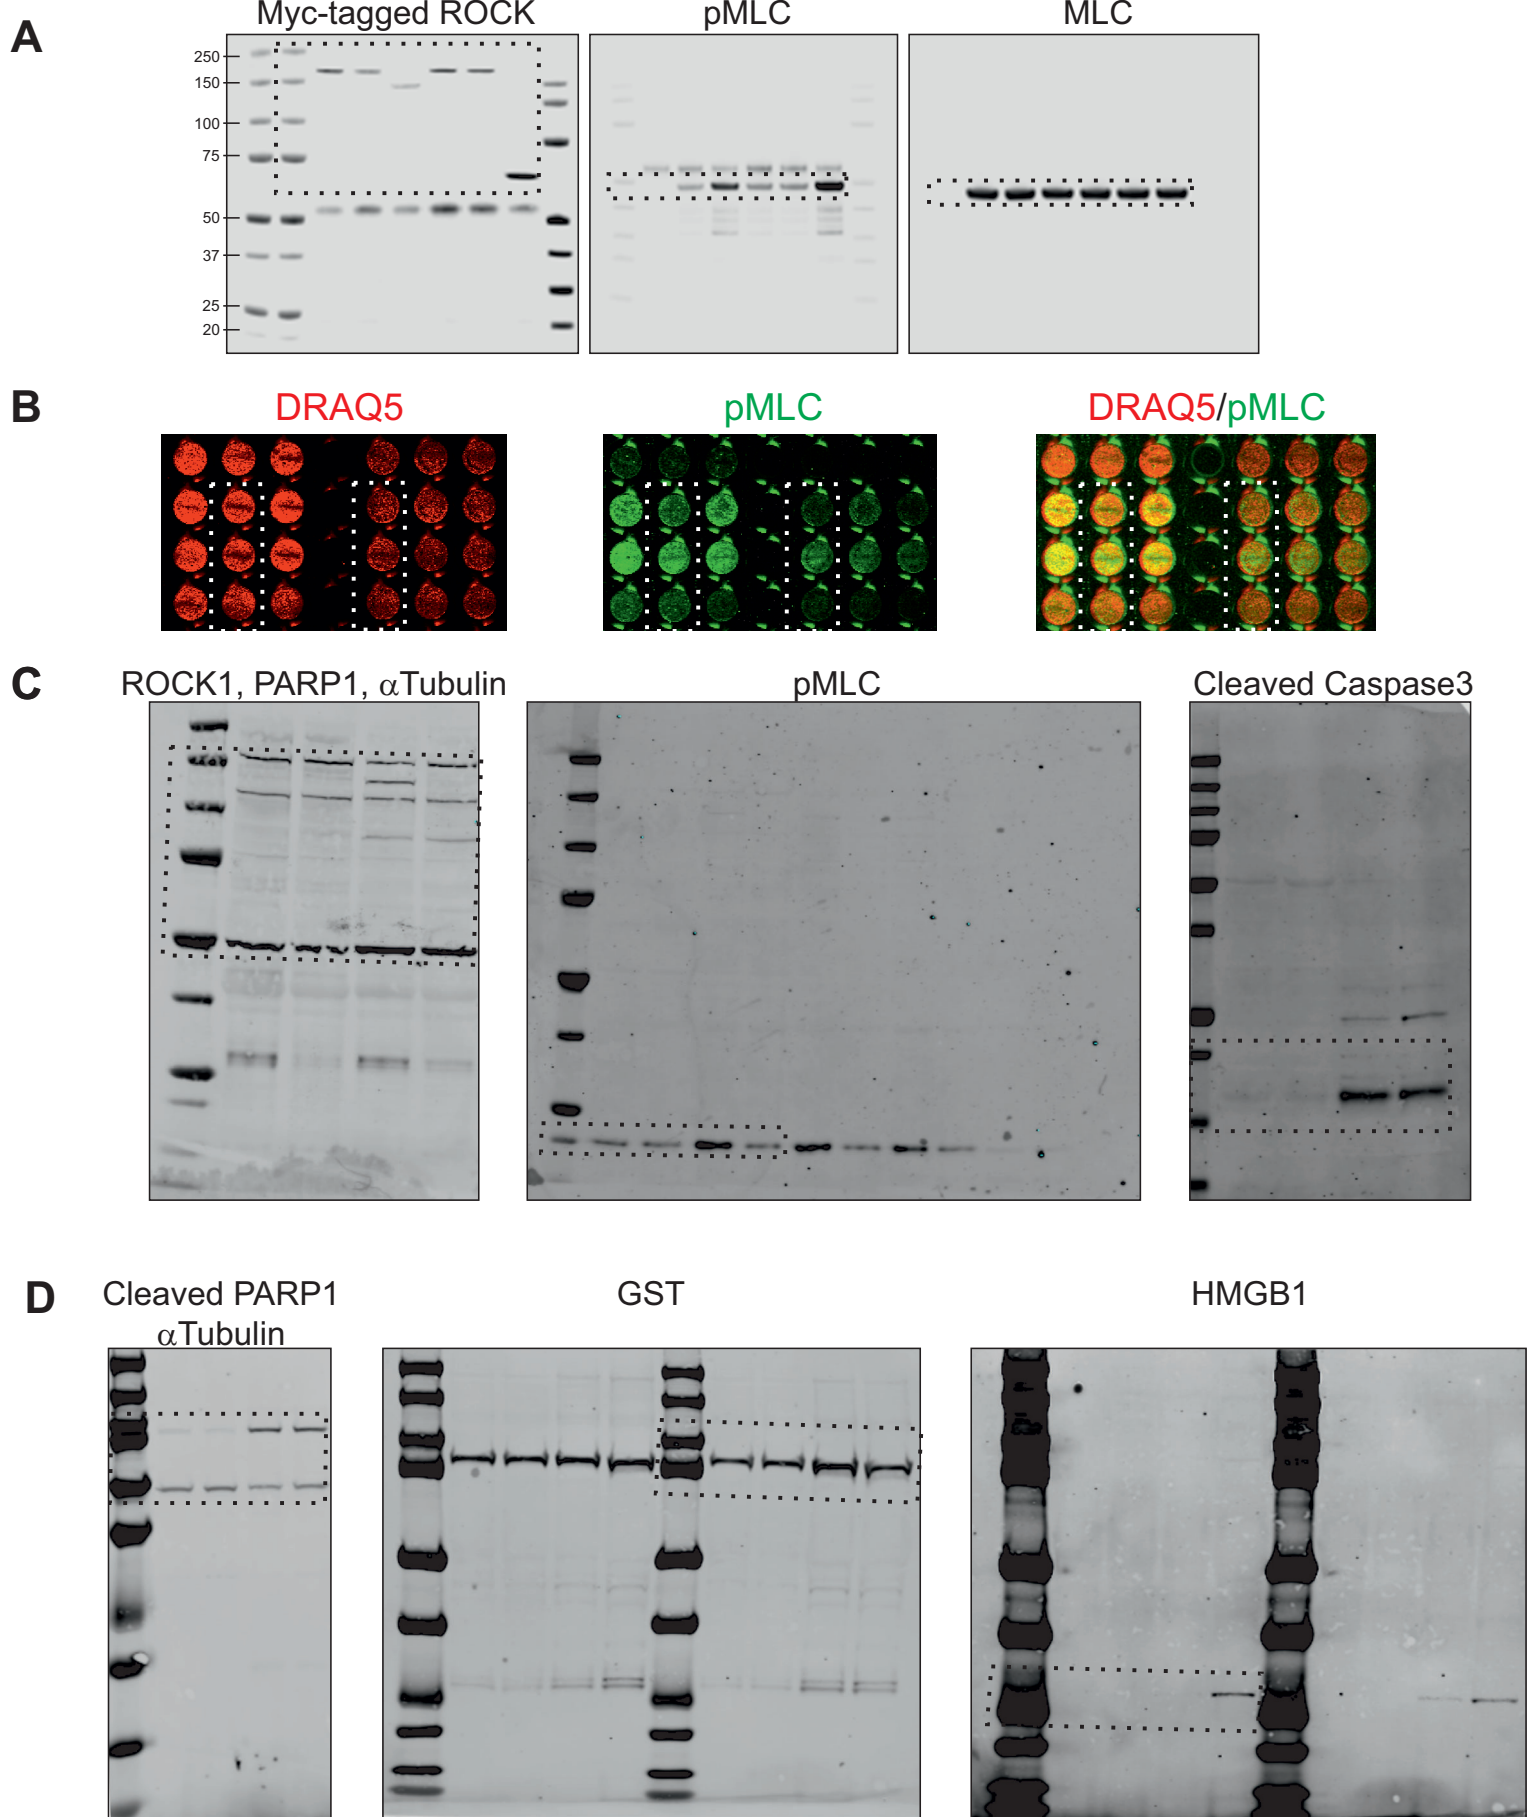 A
Myc-tagged ROCK
pMLC
MLC
250
150
100
75
50
37
25
20
B
DRAQ5
pMLC
DRAQ5/pMLC
C
ROCK1, PARP1, αTubulin
pMLC
Cleaved Caspase3
D
Cleaved PARP1
αTubulin
GST
HMGB1